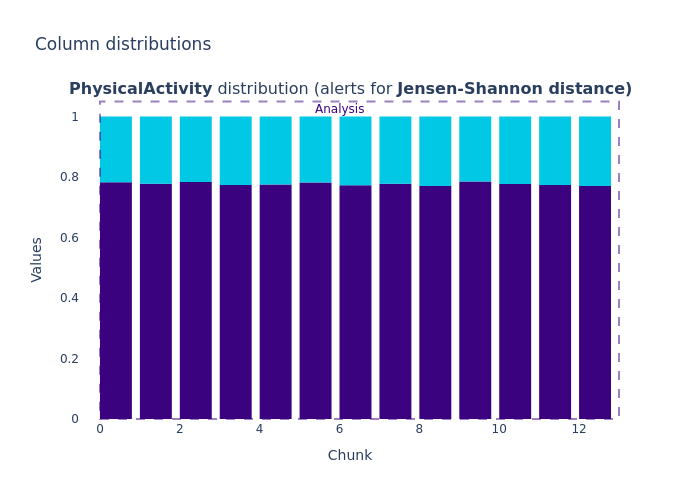 Column distributions
PhysicalActivity distribution (alerts for Jensen-Shannon distance)
Analysis
1
0.8
0.6
0.4
0.2
0
Values
0 2 4 6 8 10 12
Chunk